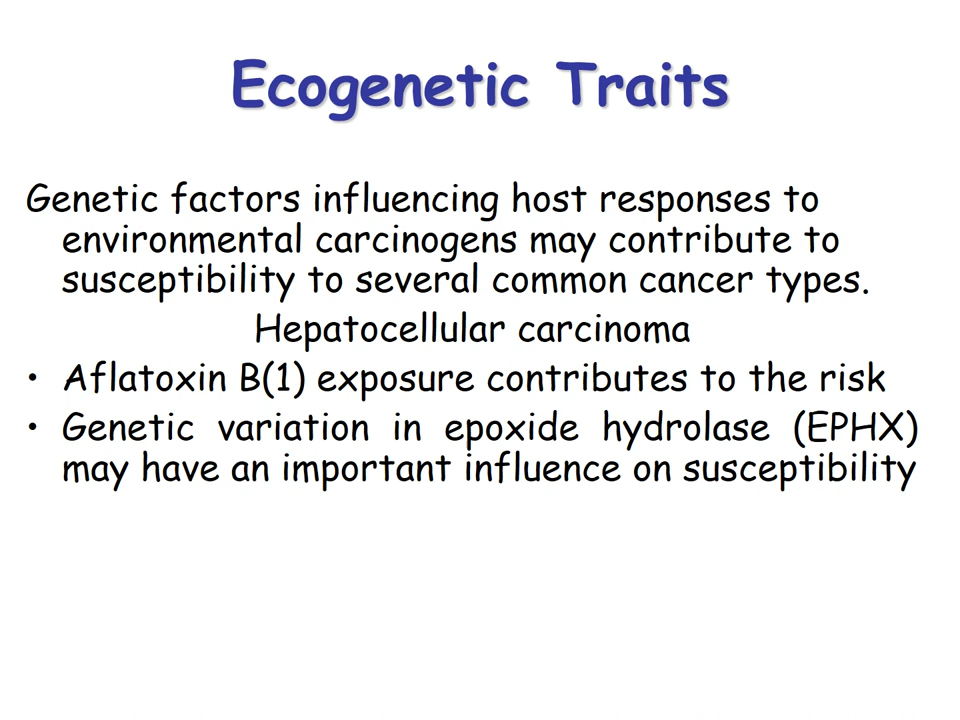 Ecogenetic Traits
Genetic factors influencing host responses to
environmental carcinogens may contribute to
susceptibility to several common cancer types.
Hepatocellular carcinoma
• Aflatoxin B(1) exposure contributes to the risk
• Genetic variation in epoxide hydrolase (EPHX)
may have an important influence on susceptibility